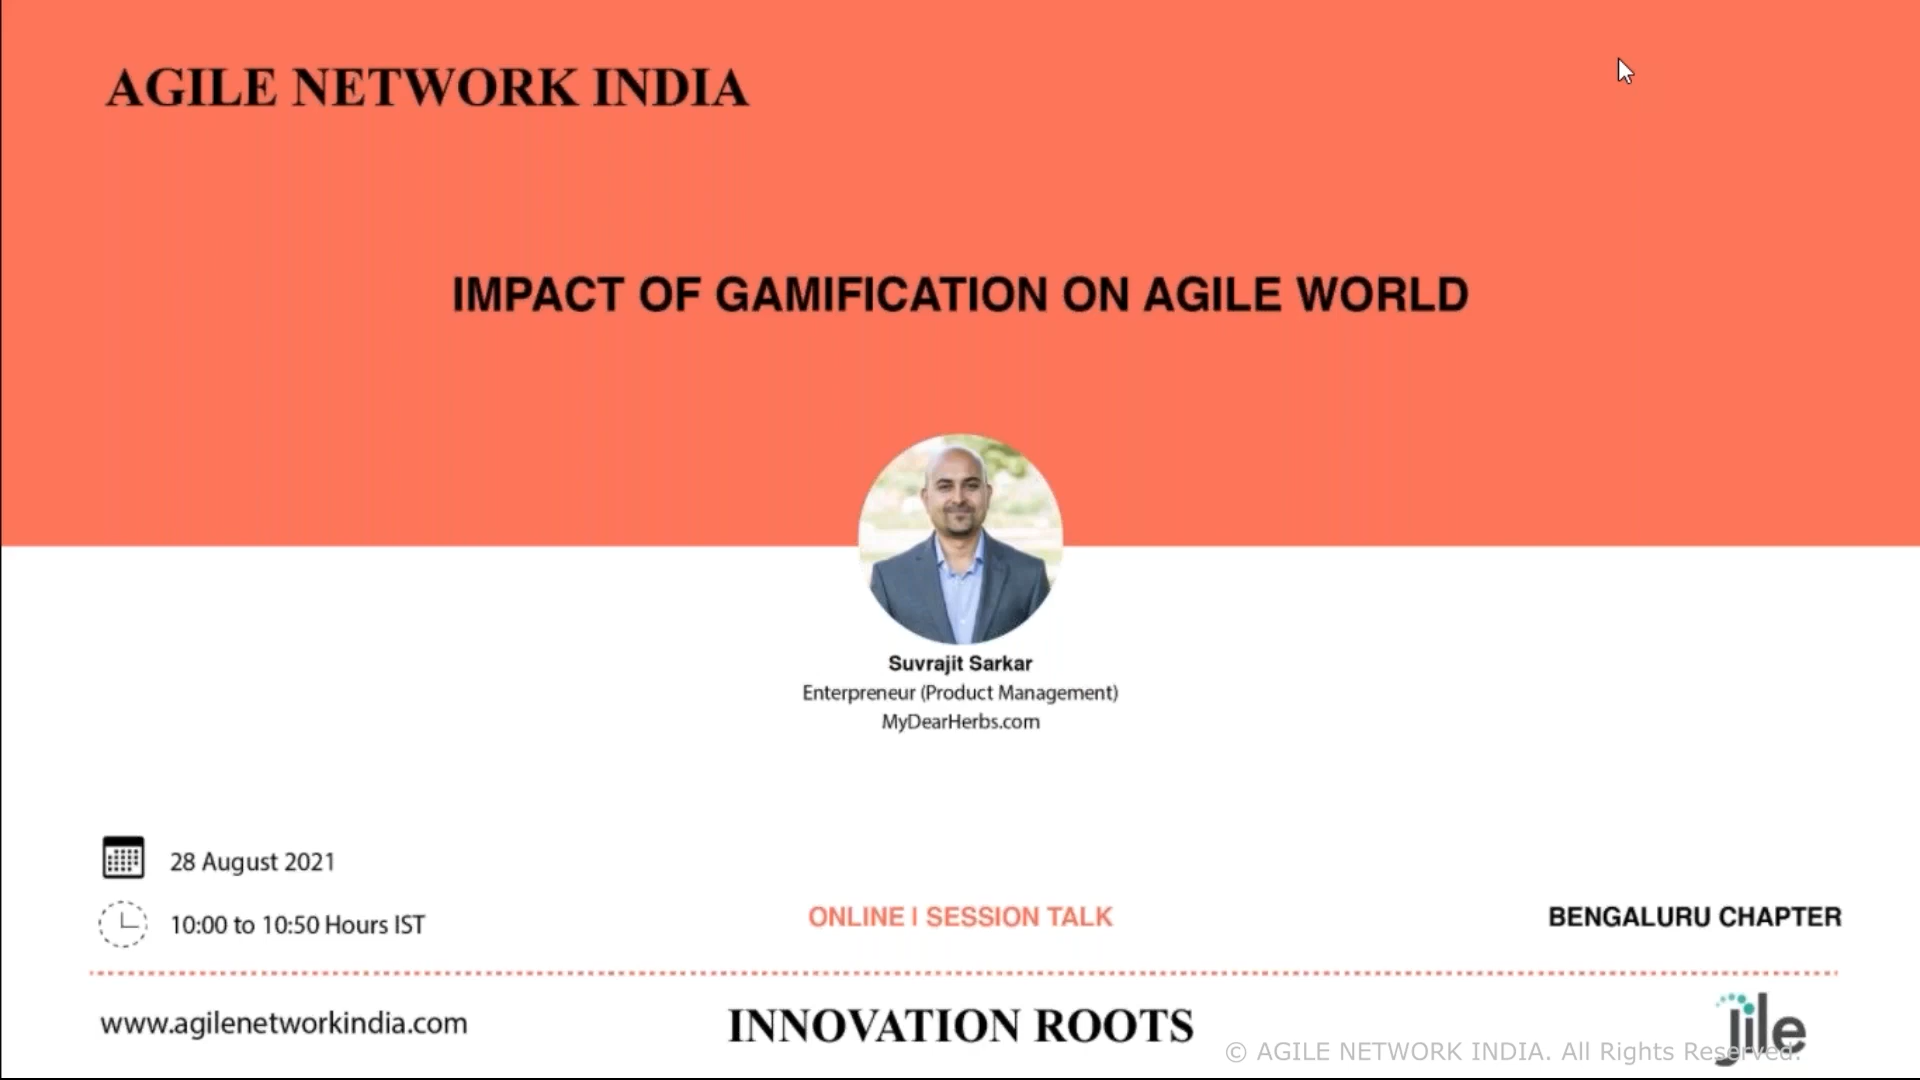 AGILE NETWORK INDIA
IMPACT OF GAMIFICATION ON AGILE WORLD
Suvrajit Sarkar
Enterpreneur (Product Management)
MyDearHerbs.com
28 August 2021
10:00 to 10:50 Hours IST
ONLINE | SESSION TALK
BENGALURU CHAPTER
www.agilenetworkindia.com
INNOVATION ROOTS
jile
© AGILE NETWORK INDIA. All Rights Reserved.